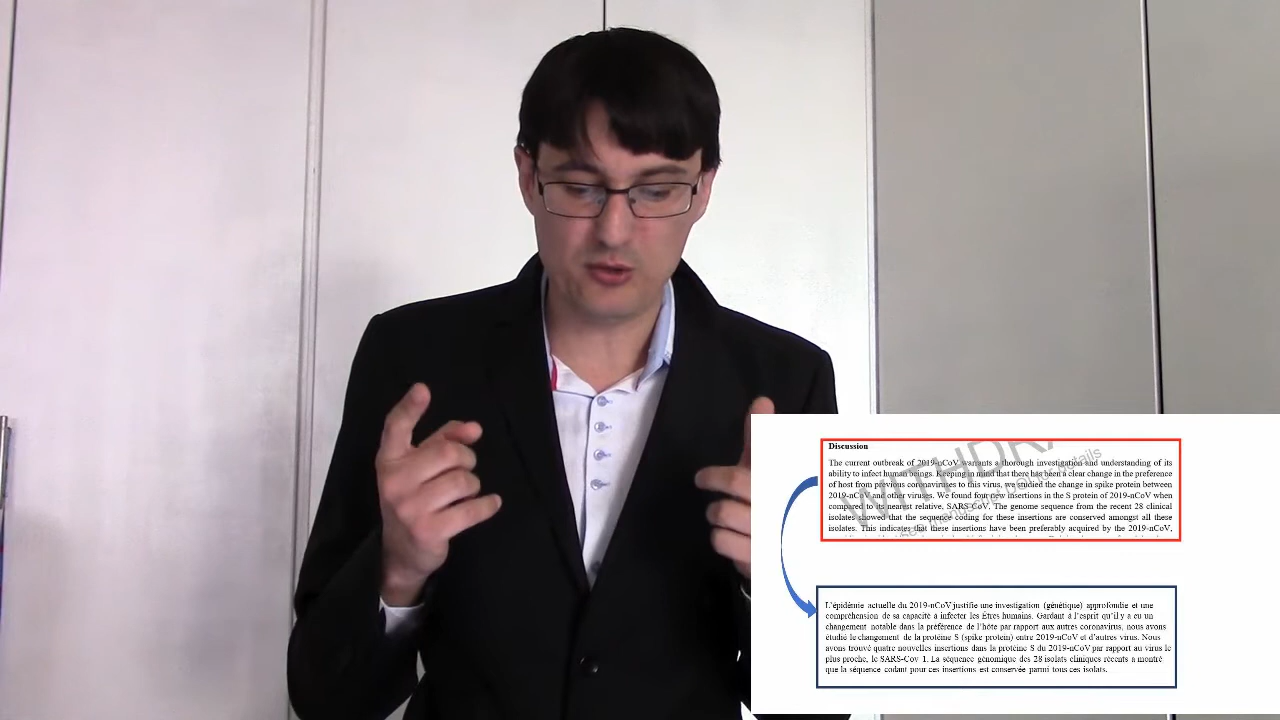 Discussion
The current outbreak of 2019-nCoV warrants a thorough investigation and understanding of its
ability to infect human beings. Keeping in mind that there has been a clear change in the preference
of host from previous coronaviruses to this virus, we studied the change in spike protein between
2019-nCoV and other viruses. We found four new insertions in the S protein of 2019-nCoV when
compared to its nearest relative, SARS-CoV. The genome sequence from the recent 28 clinical
isolates showed that the sequence coding for these insertions are conserved amongst all these
isolates. This indicates that these insertions have been preferably acquired by the 2019-nCoV,
WITHDRA
see manuscript details
L'épidémie actuelle du 2019-nCoV justifie une investigation (génétique) approfondie et une
compréhension de sa capacité à infecter les Êtres humains. Gardant à l'esprit qu'il y a eu un
changement notable dans la préférence de l'hôte par rapport aux autres coronavirus, nous avons
étudié le changement de la protéine S (spike protein) entre 2019-nCoV et d'autres virus. Nous
avons trouvé quatre nouvelles insertions dans la protéine S du 2019-nCoV par rapport au virus le
plus proche, le SARS-Cov 1. La séquence génomique des 28 isolats cliniques récents a montré
que la séquence codant pour ces insertions est conservée parmi tous ces isolats.